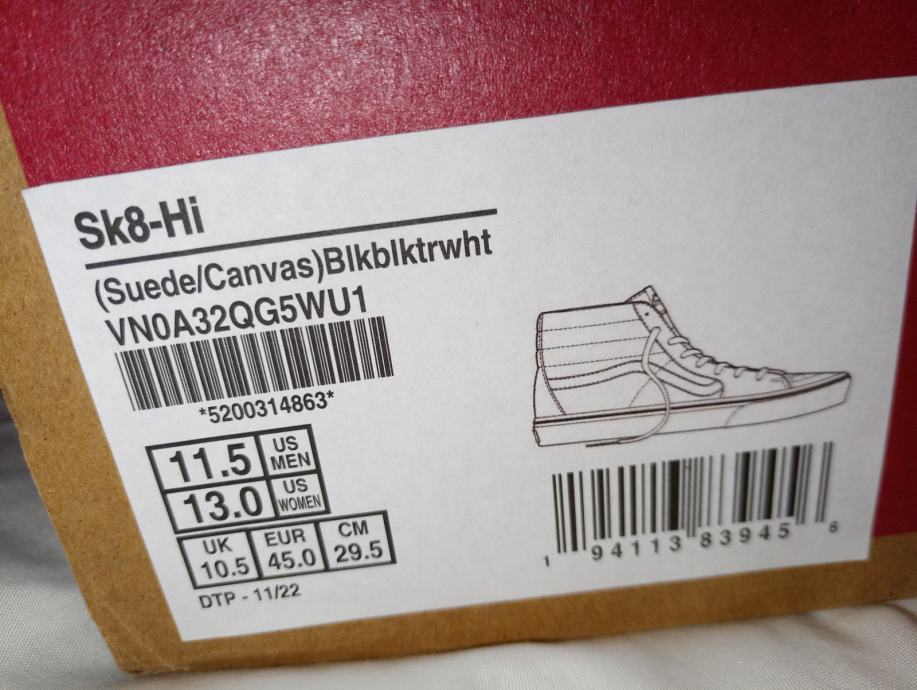 Sk8-Hi
(Suede/Canvas)Blkblktrwht
VN0A32QG5WU1
*5200314863*
11.5 US MEN
13.0 US WOMEN
UK 10.5 EUR 45.0 CM 29.5
DTP - 11/22
1 94113 83945 6